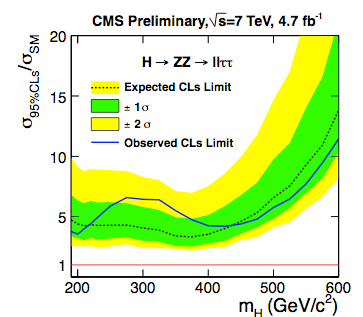 CMS Preliminary, √s=7 TeV, 4.7 fb⁻¹
σ95%CLs/σSM
20
15
10
5
1
H → ZZ → llττ
Expected CLs Limit
± 1σ
± 2 σ
Observed CLs Limit
200 300 400 500 600
mH (GeV/c²)